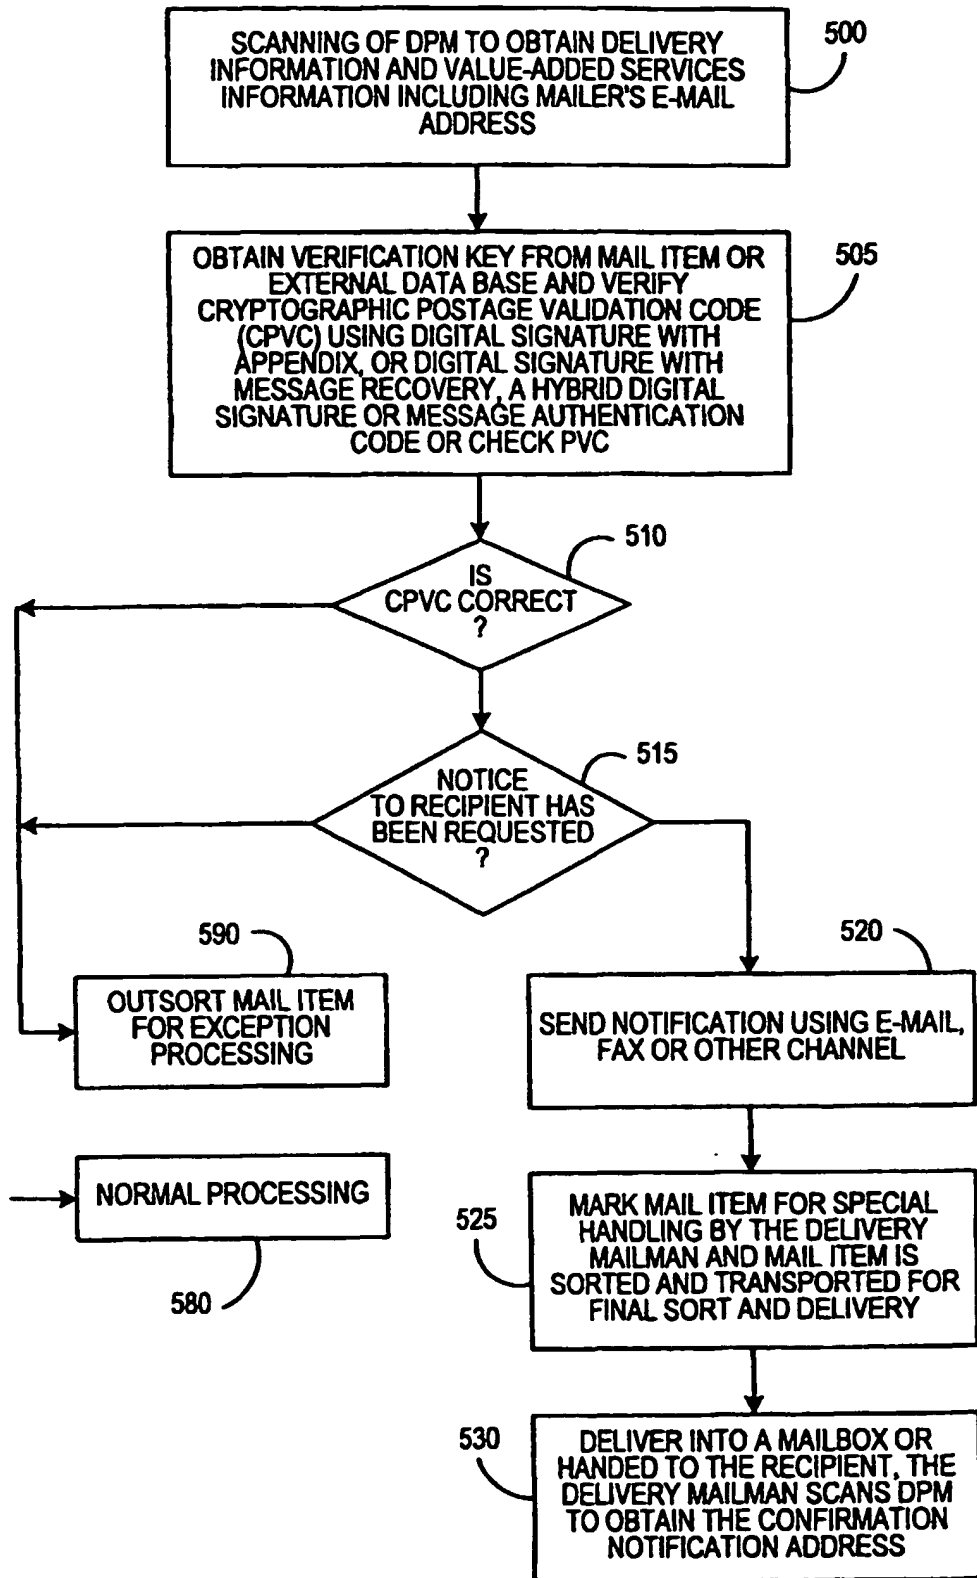 SCANNING OF DPM TO OBTAIN DELIVERY
INFORMATION AND VALUE-ADDED SERVICES
INFORMATION INCLUDING MAILER'S E-MAIL
ADDRESS
500
OBTAIN VERIFICATION KEY FROM MAIL ITEM OR
EXTERNAL DATA BASE AND VERIFY
CRYPTOGRAPHIC POSTAGE VALIDATION CODE
(CPVC) USING DIGITAL SIGNATURE WITH
APPENDIX, OR DIGITAL SIGNATURE WITH
MESSAGE RECOVERY, A HYBRID DIGITAL
SIGNATURE OR MESSAGE AUTHENTICATION
CODE OR CHECK PVC
505
IS
CPVC CORRECT
?
510
NOTICE
TO RECIPIENT HAS
BEEN REQUESTED
?
515
590
OUTSORT MAIL ITEM
FOR EXCEPTION
PROCESSING
520
SEND NOTIFICATION USING E-MAIL,
FAX OR OTHER CHANNEL
NORMAL PROCESSING
580
525
MARK MAIL ITEM FOR SPECIAL
HANDLING BY THE DELIVERY
MAILMAN AND MAIL ITEM IS
SORTED AND TRANSPORTED FOR
FINAL SORT AND DELIVERY
530
DELIVER INTO A MAILBOX OR
HANDED TO THE RECIPIENT, THE
DELIVERY MAILMAN SCANS DPM
TO OBTAIN THE CONFIRMATION
NOTIFICATION ADDRESS